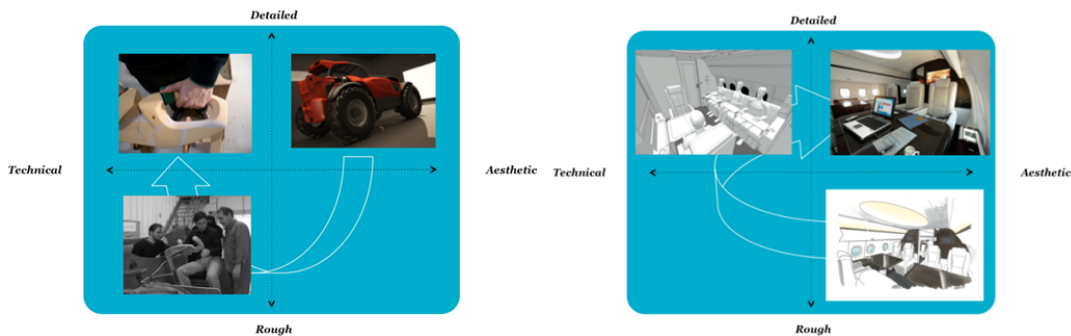 Detailed
Technical
Aesthetic
Rough
Detailed
Technical
Aesthetic
Rough